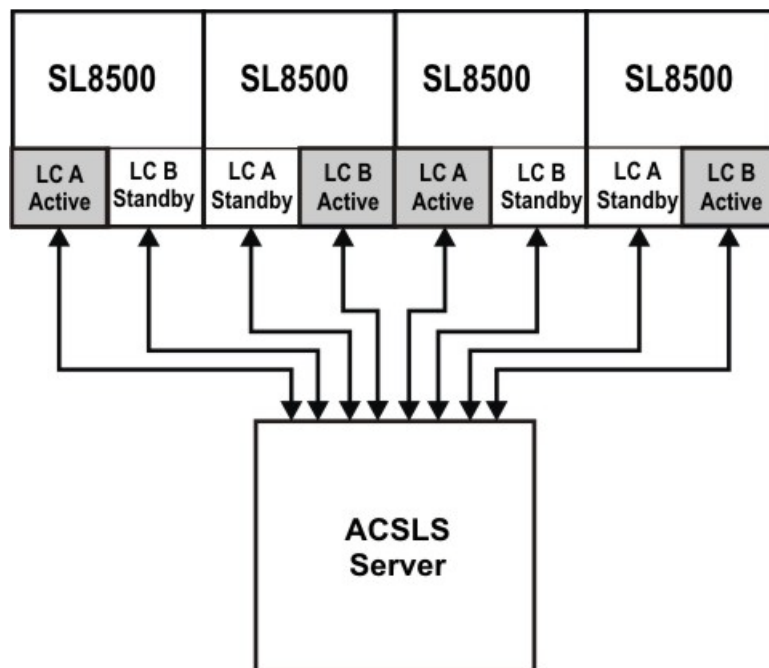 SL8500
SL8500
SL8500
SL8500
LC A
Active
LC B
Standby
LC A
Standby
LC B
Active
LC A
Active
LC B
Standby
LC A
Standby
LC B
Active
ACSLS
Server